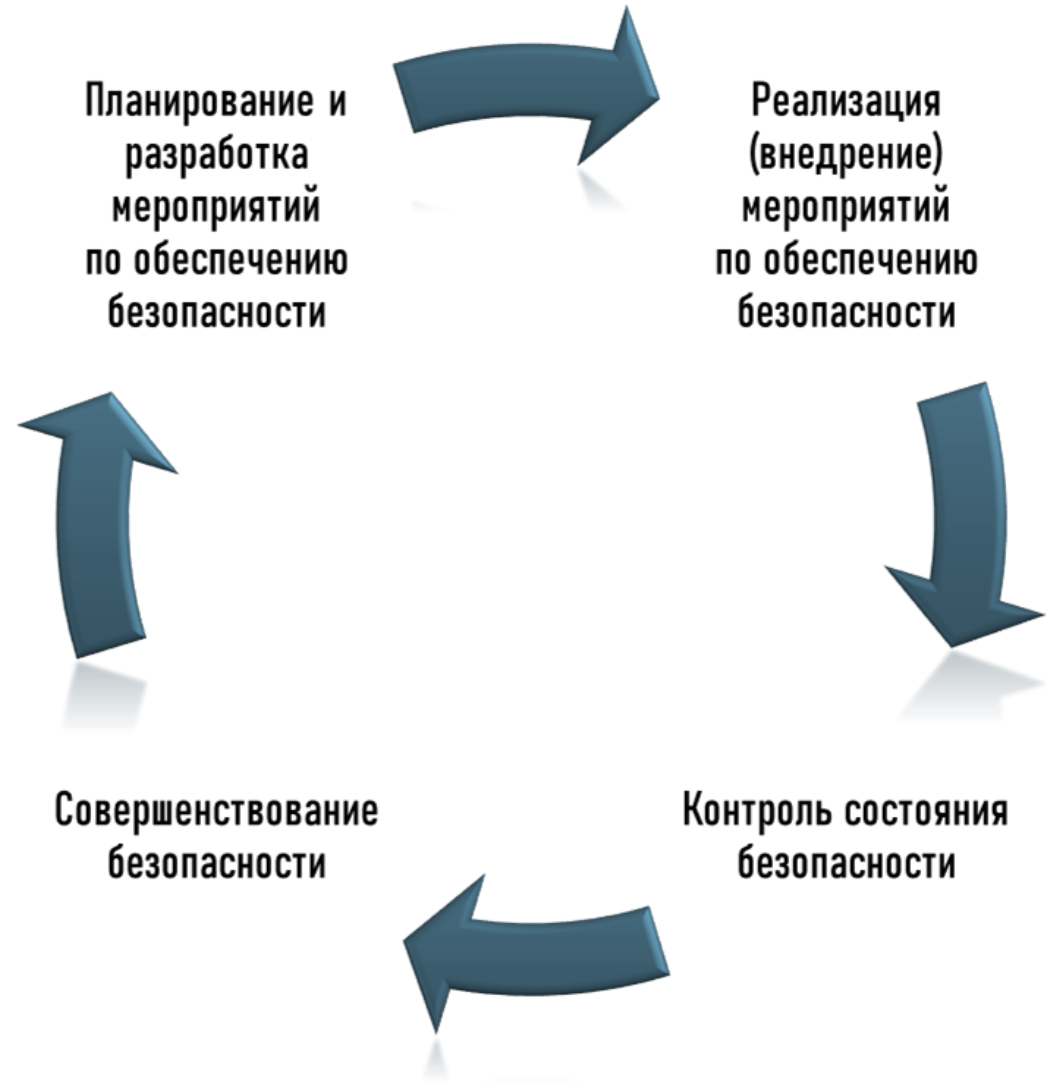 Планирование и
разработка
мероприятий
по обеспечению
безопасности
Реализация
(внедрение)
мероприятий
по обеспечению
безопасности
Контроль состояния
безопасности
Совершенствование
безопасности